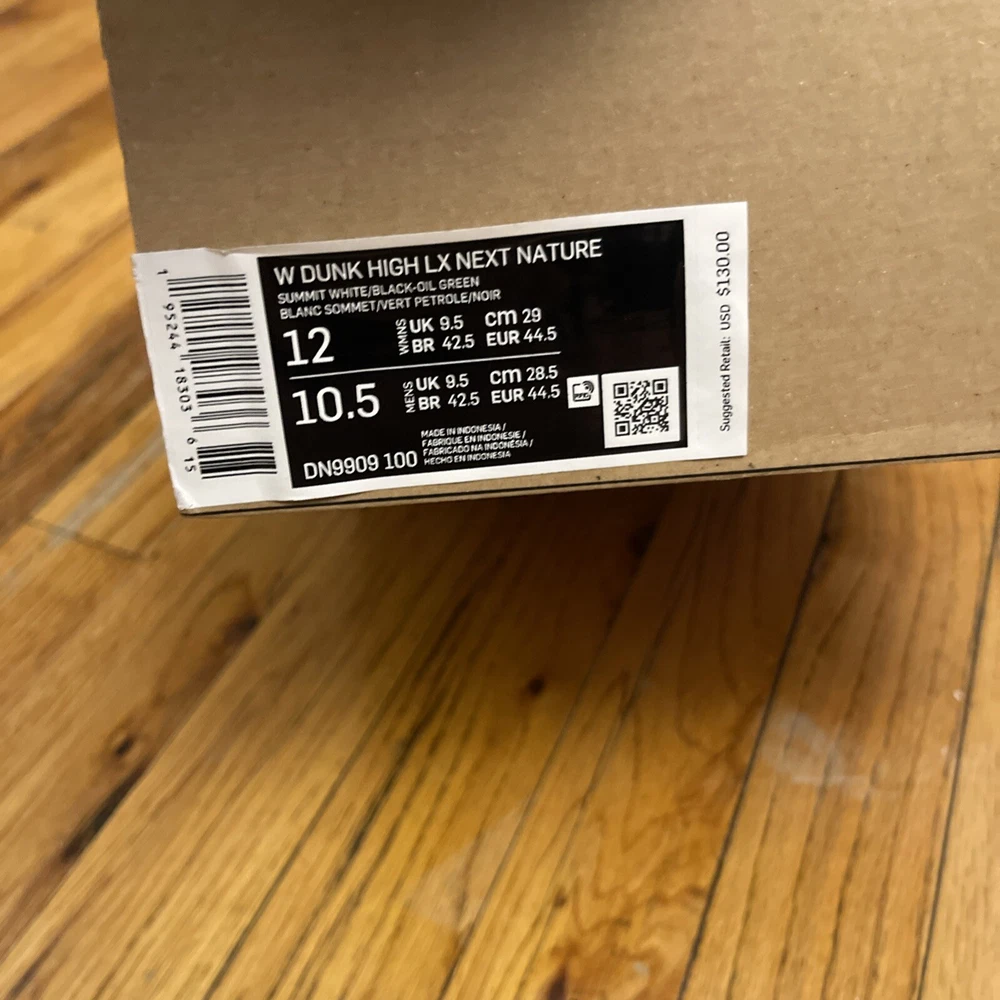 W DUNK HIGH LX NEXT NATURE
SUMMIT WHITE/BLACK-OIL GREEN
BLANC SOMMET/VERT PETROLE/NOIR
12 WMNS UK 9.5 cm 29
BR 42.5 EUR 44.5
10.5 MENS UK 9.5 cm 28.5
BR 42.5 EUR 44.5
MADE IN INDONESIA /
FABRIQUE EN INDONESIE /
FABRICADO NA INDONÉSIA /
HECHO EN INDONESIA
DN9909 100
1 95244 18303 6 15
Suggested Retail: USD $130.00